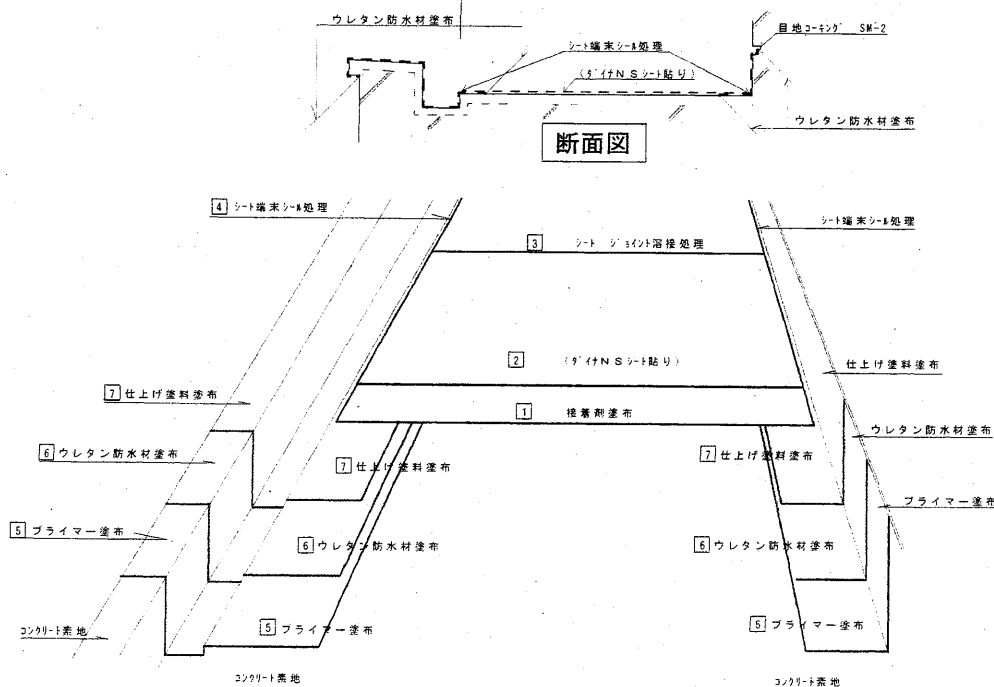 ウレタン防水材塗布
目地コーキング SM-2
シート端末シール処理
(ダイナNSシート貼り)
ウレタン防水材塗布
断面図
4 シート端末シール処理
シート端末シール処理
3 シート ジョイント溶接処理
2 (ダイナNSシート貼り)
仕上げ塗料塗布
7 仕上げ塗料塗布
1 接着剤塗布
ウレタン防水材塗布
6 ウレタン防水材塗布
7 仕上げ塗料塗布
7 仕上げ塗料塗布
プライマー塗布
5 プライマー塗布
6 ウレタン防水材塗布
6 ウレタン防水材塗布
コンクリート素地
5 プライマー塗布
5 プライマー塗布
コンクリート素地
コンクリート素地